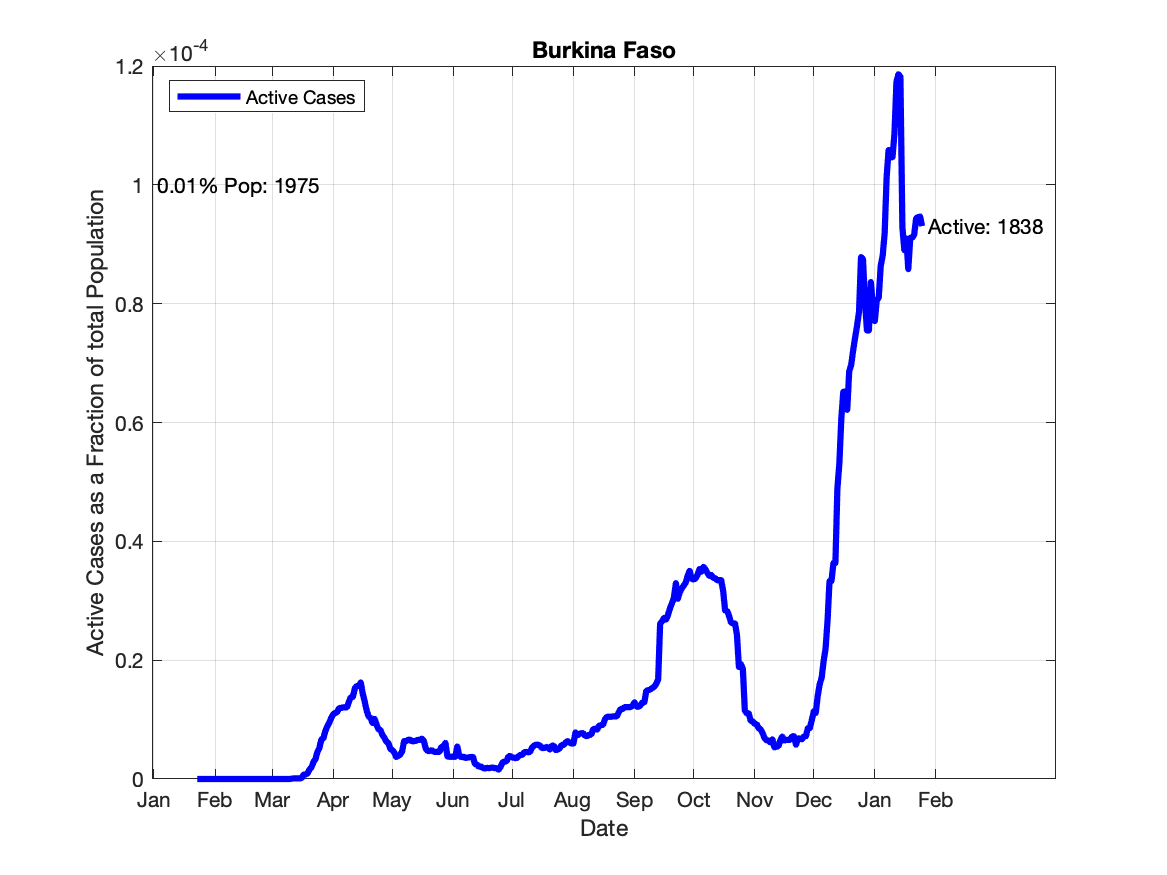 Burkina Faso
×10-4
1.2
1
0.8
0.6
0.4
0.2
0
Active Cases
0.01% Pop: 1975
Active: 1838
Active Cases as a Fraction of total Population
Jan Feb Mar Apr May Jun Jul Aug Sep Oct Nov Dec Jan Feb
Date